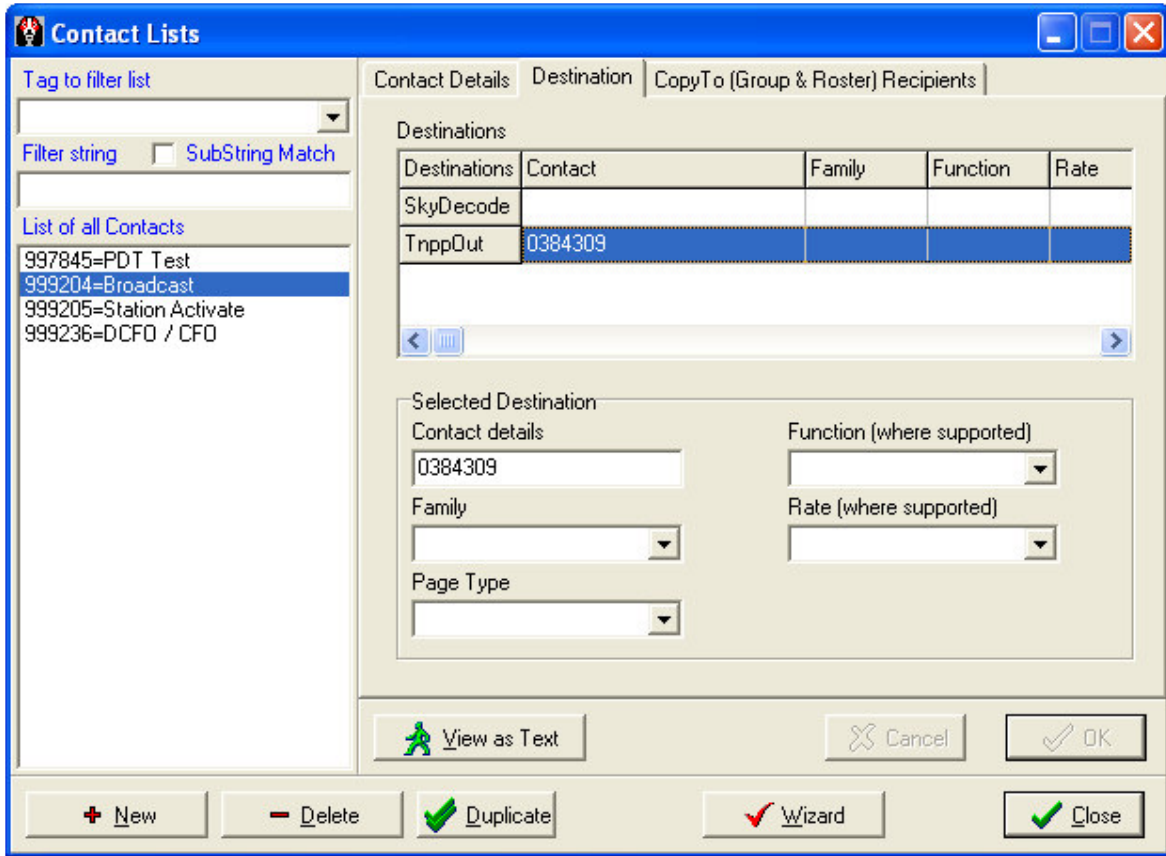 Contact Lists
Tag to filter list
Filter string SubString Match
List of all Contacts
997845=PDT Test
999204=Broadcast
999205=Station Activate
999236=DCFO / CFO
Contact Details Destination CopyTo (Group & Roster) Recipients
Destinations
Destinations Contact Family Function Rate
SkyDecode
TnppOut 0384309
Selected Destination
Contact details Function (where supported)
0384309
Family Rate (where supported)
Page Type
View as Text Cancel OK
New Delete Duplicate Wizard Close